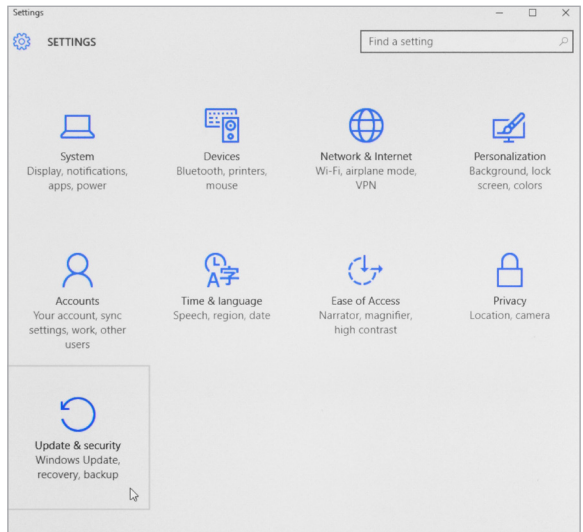 Settings
SETTINGS
Find a setting
System
Display, notifications,
apps, power
Devices
Bluetooth, printers,
mouse
Network & Internet
Wi-Fi, airplane mode,
VPN
Personalization
Background, lock
screen, colors
Accounts
Your account, sync
settings, work, other
users
Time & language
Speech, region, date
A字
Ease of Access
Narrator, magnifier,
high contrast
Privacy
Location, camera
Update & security
Windows Update,
recovery, backup